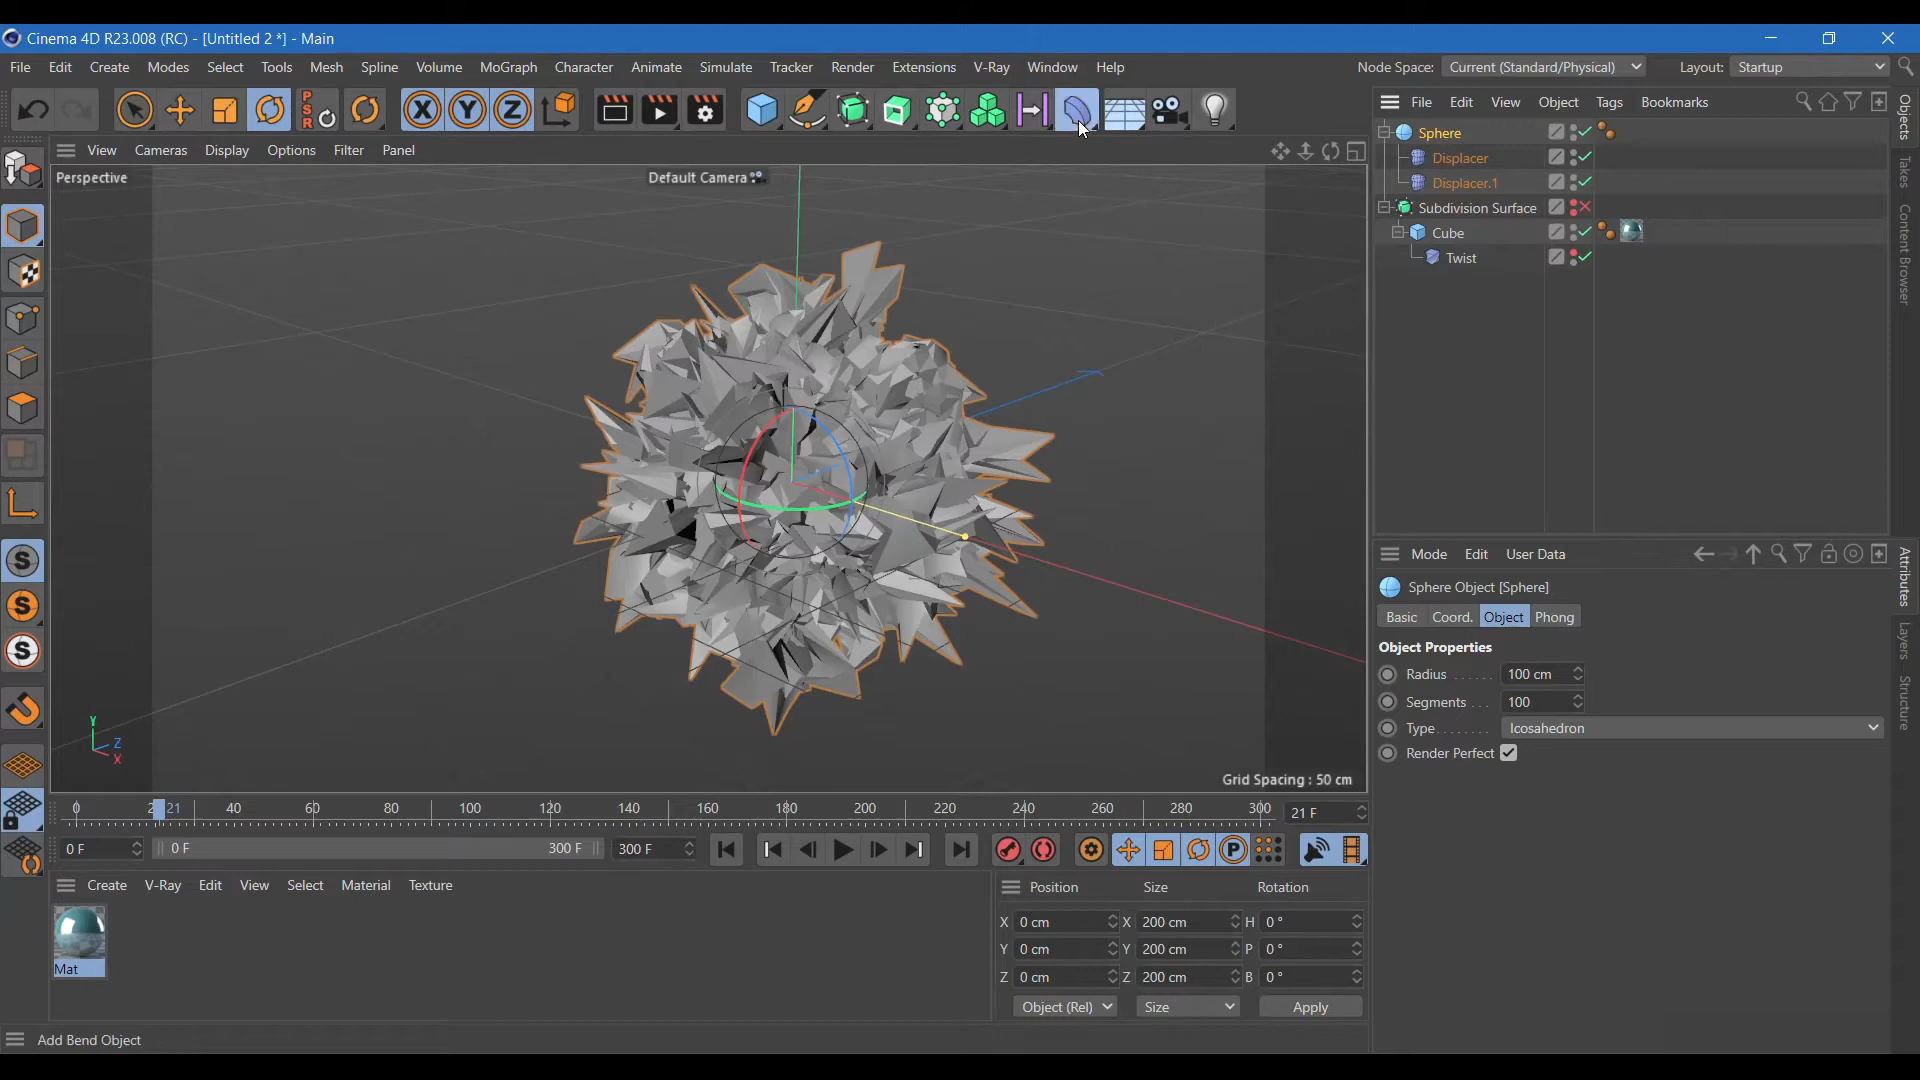 Cinema 4D R23.008 (RC) - [Untitled 2 *] - Main
File Edit Create Modes Select Tools Mesh Spline Volume MoGraph Character Animate Simulate Tracker Render Extensions V-Ray Window Help
Node Space: Current (Standard/Physical) Layout: Startup
X Y Z
P S R
File Edit View Object Tags Bookmarks
Sphere
Displacer
Displacer.1
Subdivision Surface
Cube
Twist
Objects
Takes
Content Browser
View Cameras Display Options Filter Panel
Perspective
Default Camera
Y
Z
X
Grid Spacing : 50 cm
S
S
S
Mode Edit User Data
Sphere Object [Sphere]
Basic Coord. Object Phong
Object Properties
Radius 100 cm
Segments 100
Type Icosahedron
Render Perfect
Attributes
Layers
Structure
0 21 40 60 80 100 120 140 160 180 200 220 240 260 280 300 21 F
0 F 0 F 300 F 300 F
P
Create V-Ray Edit View Select Material Texture
Mat
Position Size Rotation
X 0 cm X 200 cm H 0 °
Y 0 cm Y 200 cm P 0 °
Z 0 cm Z 200 cm B 0 °
Object (Rel) Size Apply
Add Bend Object